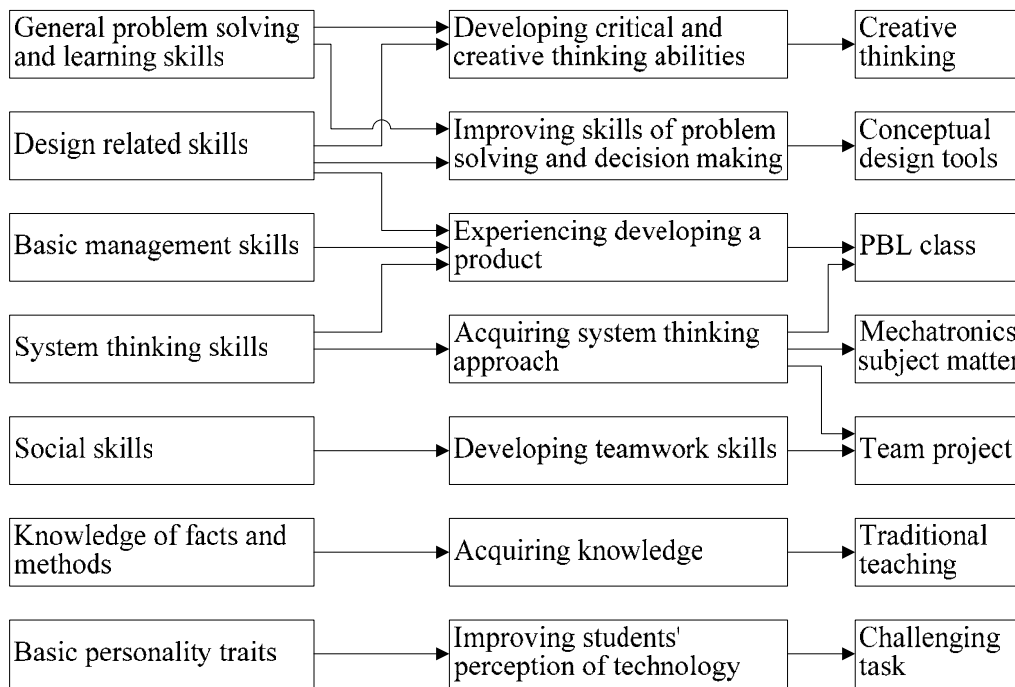 General problem solving
and learning skills
Developing critical and
creative thinking abilities
Creative
thinking
Design related skills
Improving skills of problem
solving and decision making
Conceptual
design tools
Basic management skills
Experiencing developing a
product
PBL class
System thinking skills
Acquiring system thinking
approach
Mechatronics
subject matter
Social skills
Developing teamwork skills
Team project
Knowledge of facts and
methods
Acquiring knowledge
Traditional
teaching
Basic personality traits
Improving students'
perception of technology
Challenging
task